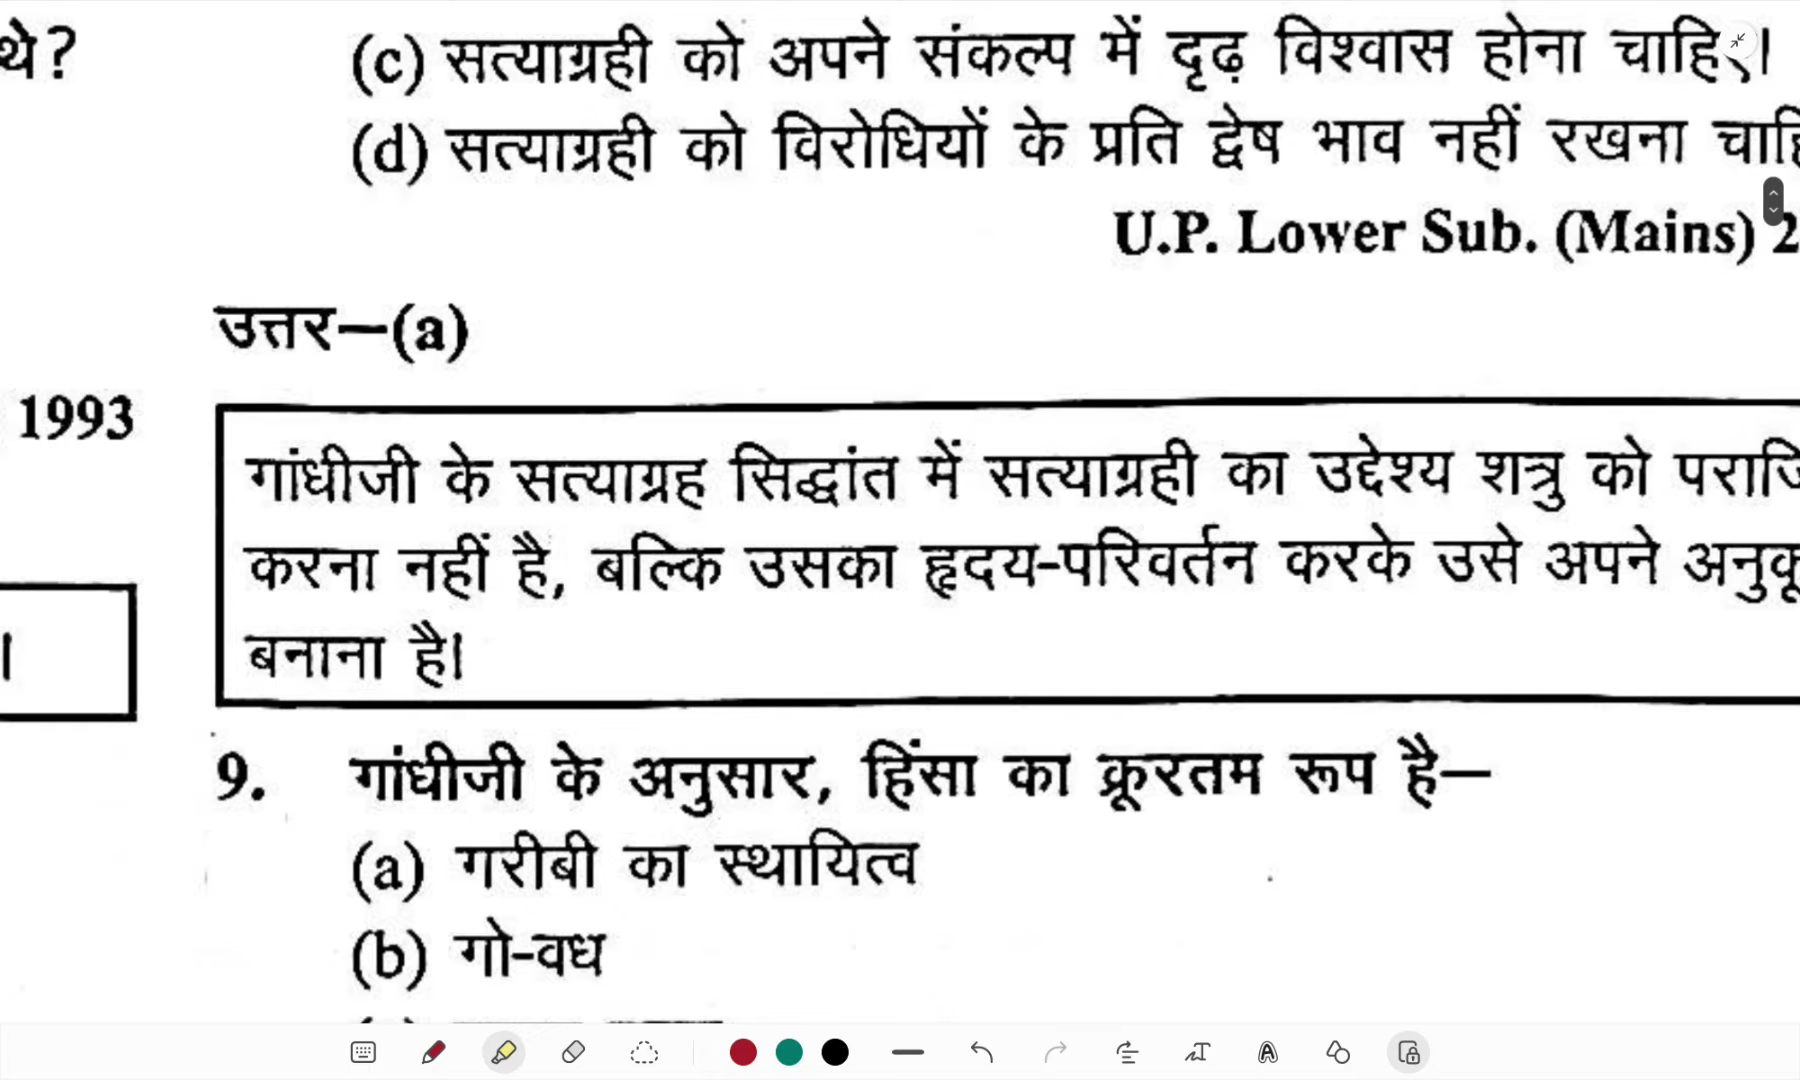 थे?
1993
।
(c) सत्याग्रही को अपने संकल्प में दृढ़ विश्वास होना चाहिए।
(d) सत्याग्रही को विरोधियों के प्रति द्वेष भाव नहीं रखना
U.P. Lower Sub. (Mains) 2
उत्तर—(a)
गांधीजी के सत्याग्रह सिद्धांत में सत्याग्रही का उद्देश्य शत्रु को
करना नहीं है, बल्कि उसका हृदय-परिवर्तन करके उसे अपने
बनाना है।
9. गांधीजी के अनुसार, हिंसा का क्रूरतम रूप है—
(a) गरीबी का स्थायित्व
(b) गो-वध